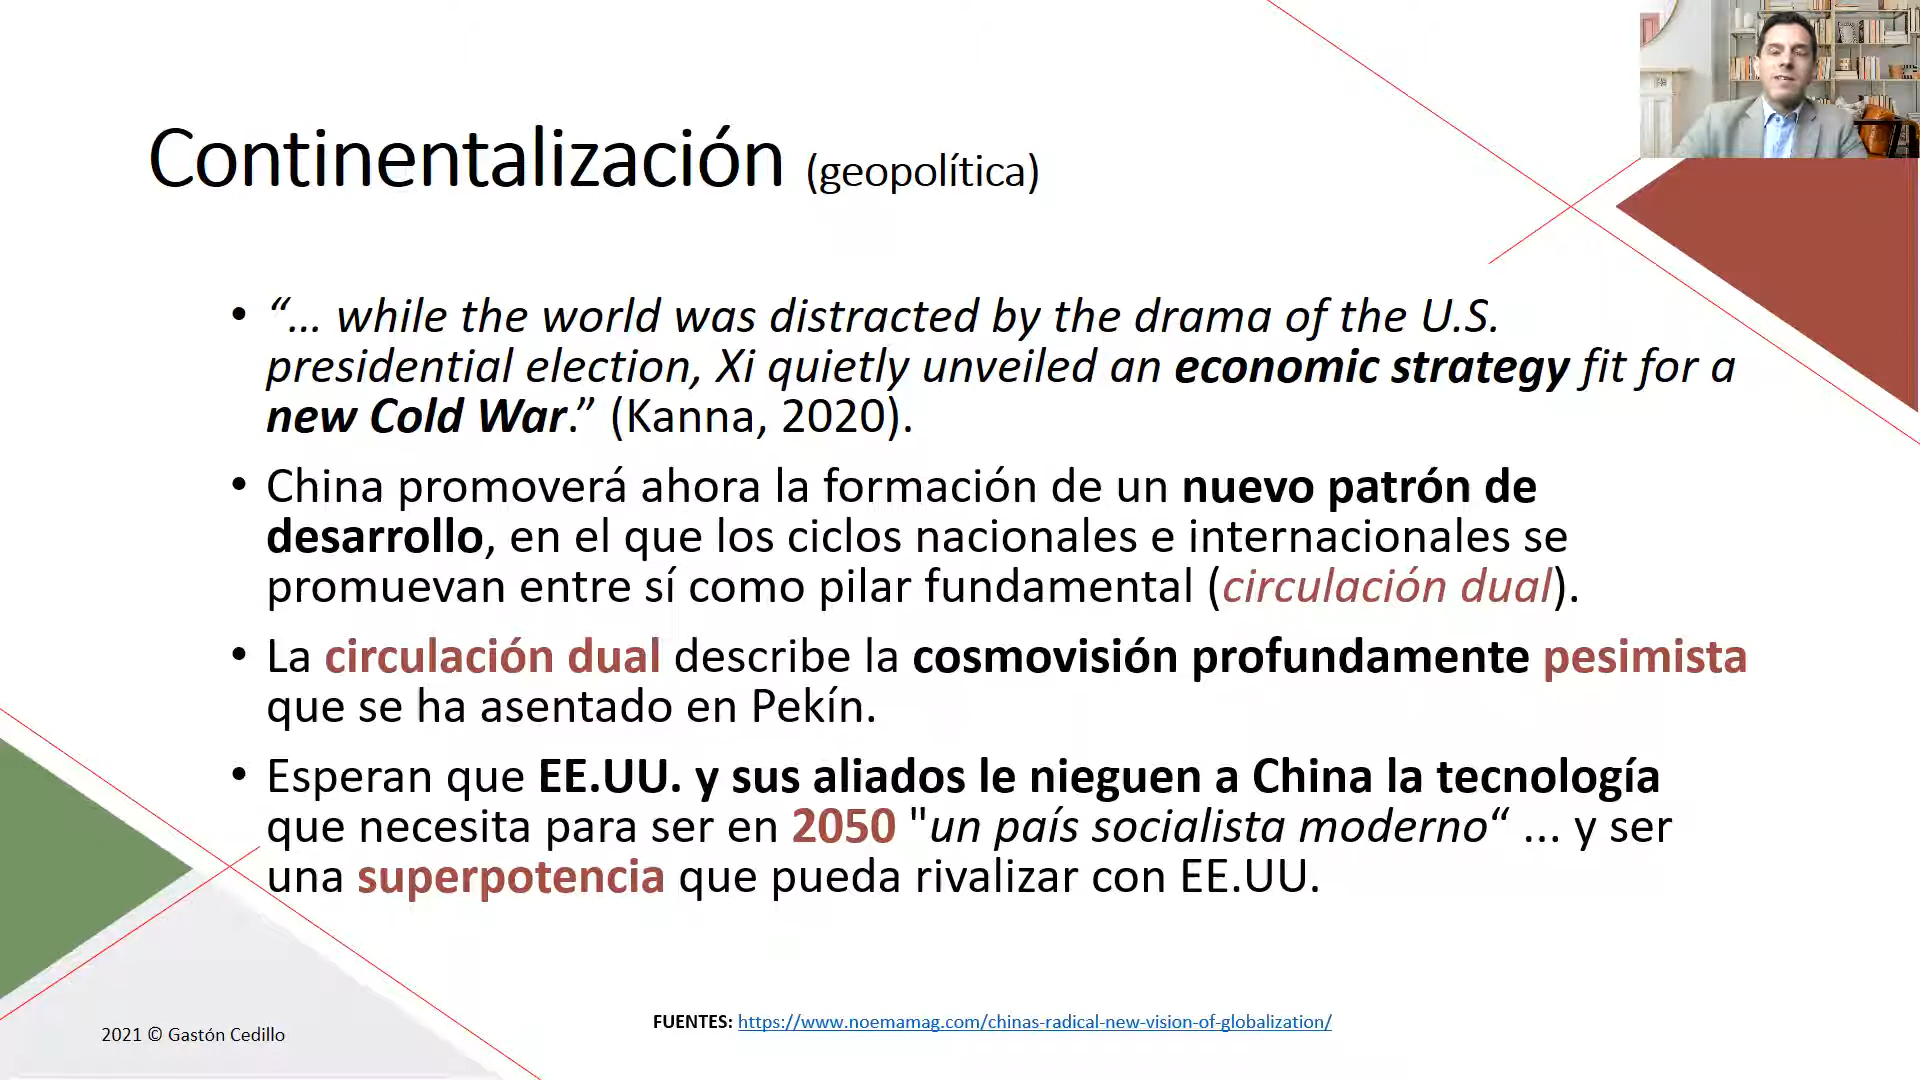 Continentalización (geopolítica)
• “... while the world was distracted by the drama of the U.S.
presidential election, Xi quietly unveiled an economic strategy fit for a
new Cold War.” (Kanna, 2020).
• China promoverá ahora la formación de un nuevo patrón de
desarrollo, en el que los ciclos nacionales e internacionales se
promuevan entre sí como pilar fundamental (circulación dual).
• La circulación dual describe la cosmovisión profundamente pesimista
que se ha asentado en Pekín.
• Esperan que EE.UU. y sus aliados le nieguen a China la tecnología
que necesita para ser en 2050 "un país socialista moderno“ ... y ser
una superpotencia que pueda rivalizar con EE.UU.
FUENTES: https://www.noemamag.com/chinas-radical-new-vision-of-globalization/
2021 © Gastón Cedillo